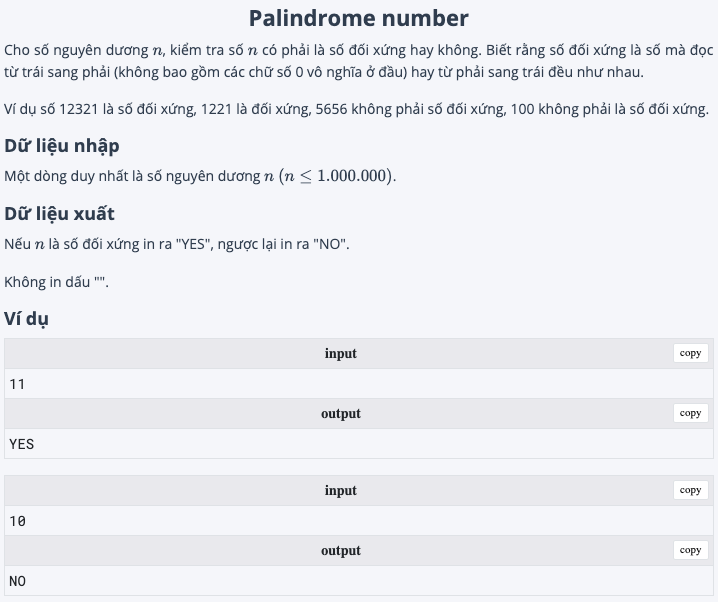 Palindrome number
Cho số nguyên dương n, kiểm tra số n có phải là số đối xứng hay không. Biết rằng số đối xứng là số mà đọc
từ trái sang phải (không bao gồm các chữ số 0 vô nghĩa ở đầu) hay từ phải sang trái đều như nhau.
Ví dụ số 12321 là số đối xứng, 1221 là đối xứng, 5656 không phải số đối xứng, 100 không phải là số đối xứng.
Dữ liệu nhập
Một dòng duy nhất là số nguyên dương n (n ≤ 1.000.000).
Dữ liệu xuất
Nếu n là số đối xứng in ra "YES", ngược lại in ra "NO".
Không in dấu "".
Ví dụ
input copy
11
output copy
YES
input copy
10
output copy
NO